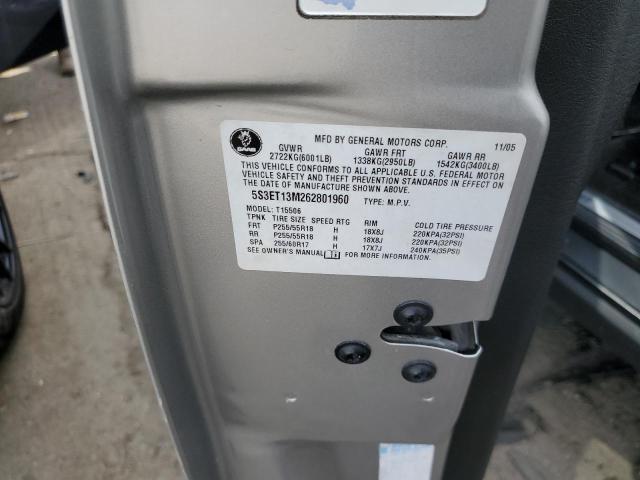 SAAB
MFD BY GENERAL MOTORS CORP. 11/05
GVWR GAWR FRT GAWR RR
2722KG(6001LB) 1338KG(2950LB) 1542KG(3400LB)
THIS VEHICLE CONFORMS TO ALL APPLICABLE U.S. FEDERAL MOTOR
VEHICLE SAFETY AND THEFT PREVENTION STANDARDS IN EFFECT ON
THE DATE OF MANUFACTURE SHOWN ABOVE.
5S3ET13M262801960 TYPE: M.P.V.
MODEL: T15506
TPNK TIRE SIZE SPEED RTG RIM COLD TIRE PRESSURE
FRT P255/55R18 H 18X8J 220KPA(32PSI)
RR P255/55R18 H 18X8J 220KPA(32PSI)
SPA 255/60R17 H 17X7J 240KPA(35PSI)
SEE OWNER'S MANUAL FOR MORE INFORMATION.